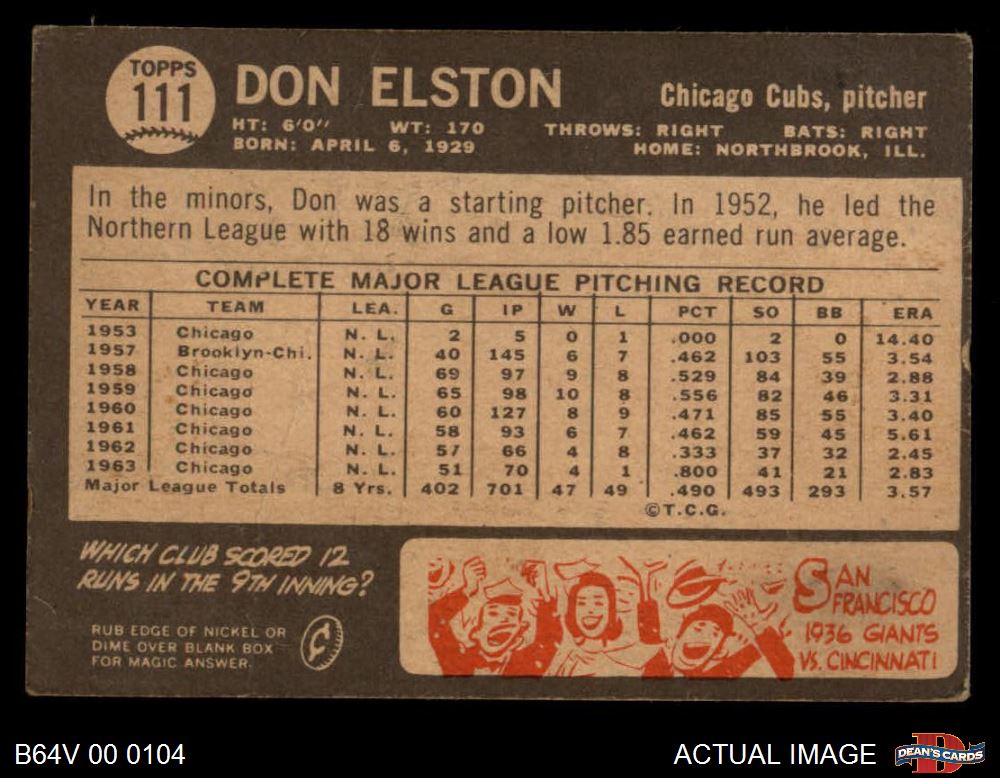 TOPPS
111
DON ELSTON
Chicago Cubs, pitcher
HT: 6'0" WT: 170 THROWS: RIGHT BATS: RIGHT
BORN: APRIL 6, 1929 HOME: NORTHBROOK, ILL.
In the minors, Don was a starting pitcher. In 1952, he led the
Northern League with 18 wins and a low 1.85 earned run average.
COMPLETE MAJOR LEAGUE PITCHING RECORD
YEAR TEAM LEA. G IP W L PCT SO BB ERA
1953 Chicago N. L. 2 5 0 1 .000 2 0 14.40
1957 Brooklyn-Chi. N. L. 40 145 6 7 .462 103 55 3.54
1958 Chicago N. L. 69 97 9 8 .529 84 39 2.88
1959 Chicago N. L. 65 98 10 8 .556 82 46 3.31
1960 Chicago N. L. 60 127 8 9 .471 85 55 3.40
1961 Chicago N. L. 58 93 6 7 .462 59 45 5.61
1962 Chicago N. L. 57 66 4 8 .333 37 32 2.45
1963 Chicago N. L. 51 70 4 1 .800 41 21 2.83
Major League Totals 8 Yrs. 402 701 47 49 .490 493 293 3.57
©T.C.G.
WHICH CLUB SCORED 12
RUNS IN THE 9TH INNING?
RUB EDGE OF NICKEL OR
DIME OVER BLANK BOX
FOR MAGIC ANSWER.
SAN
FRANCISCO
1936 GIANTS
VS. CINCINNATI
B64V 00 0104
ACTUAL IMAGE
DEAN'S CARDS